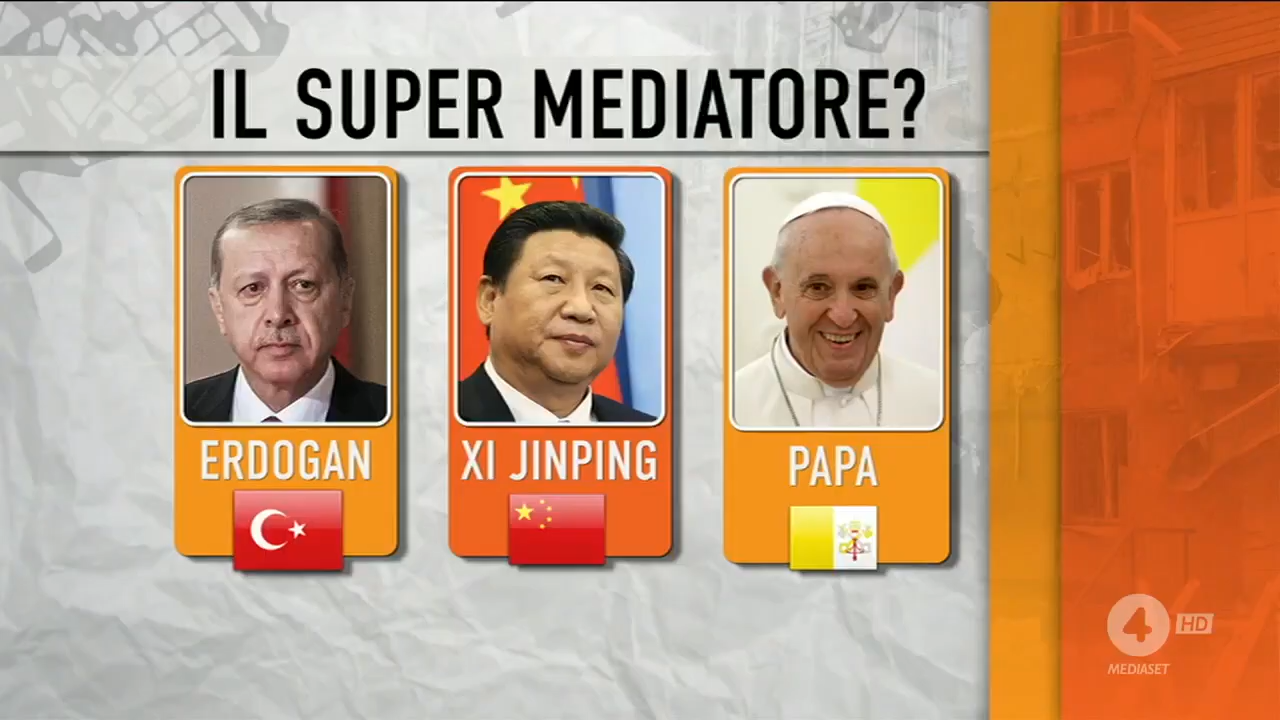 IL SUPER MEDIATORE?
ERDOGAN
XI JINPING
PAPA
4 HD
MEDIASET